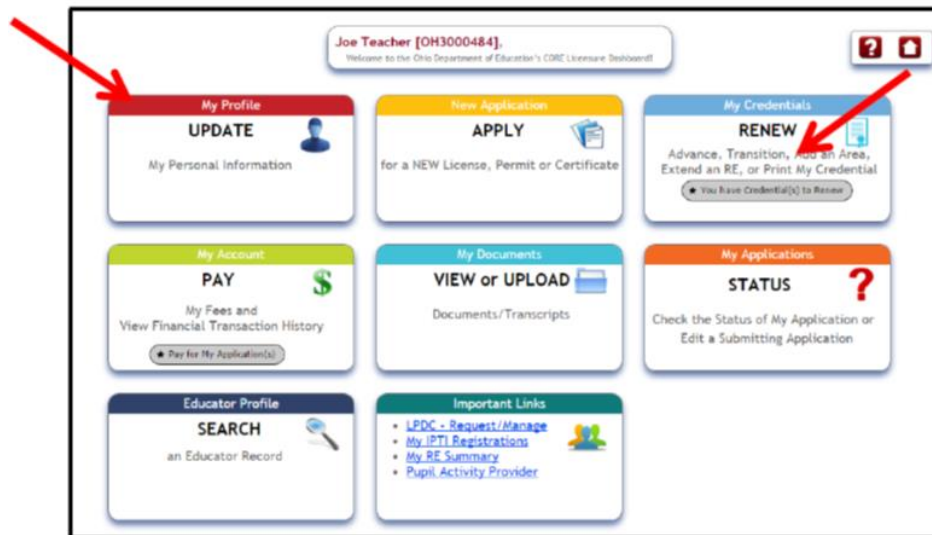 Joe Teacher [OH3000484],
Welcome to the Ohio Department of Education's CORE Licensure Dashboard!
?
My Profile
UPDATE
My Personal Information
New Application
APPLY
for a NEW License, Permit or Certificate
My Credentials
RENEW
Advance, Transition, Add an Area,
Extend an RE, or Print My Credential
★ You have Credential(s) to Renew
My Account
PAY
$
My Fees and
View Financial Transaction History
★ Pay for My Application(s)
My Documents
VIEW or UPLOAD
Documents/Transcripts
My Applications
STATUS
?
Check the Status of My Application or
Edit a Submitting Application
Educator Profile
SEARCH
an Educator Record
Important Links
• LPDC - Request/Manage
• My IPTI Registrations
• My RE Summary
• Pupil Activity Provider